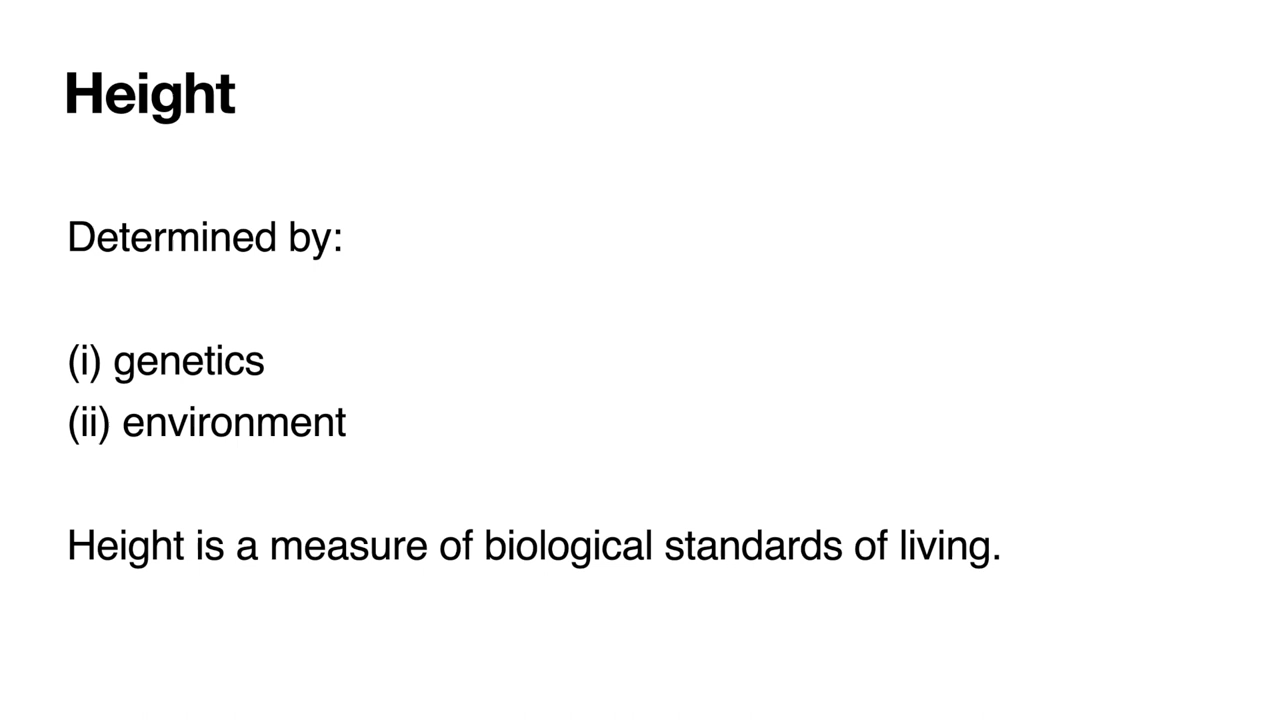 Height
Determined by:
(i) genetics
(ii) environment
Height is a measure of biological standards of living.